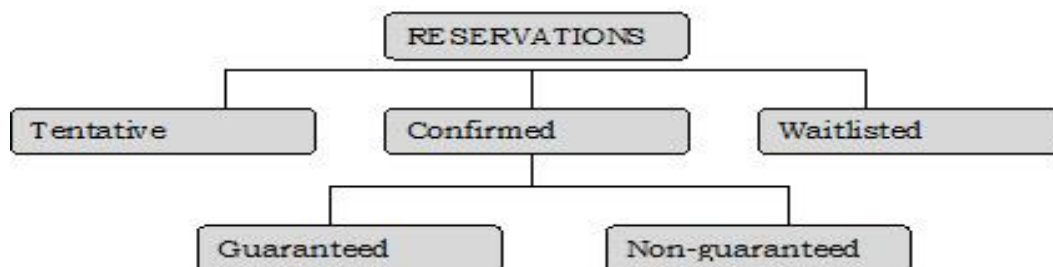 RESERVATIONS
Tentative
Confirmed
Waitlisted
Guaranteed
Non-guaranteed